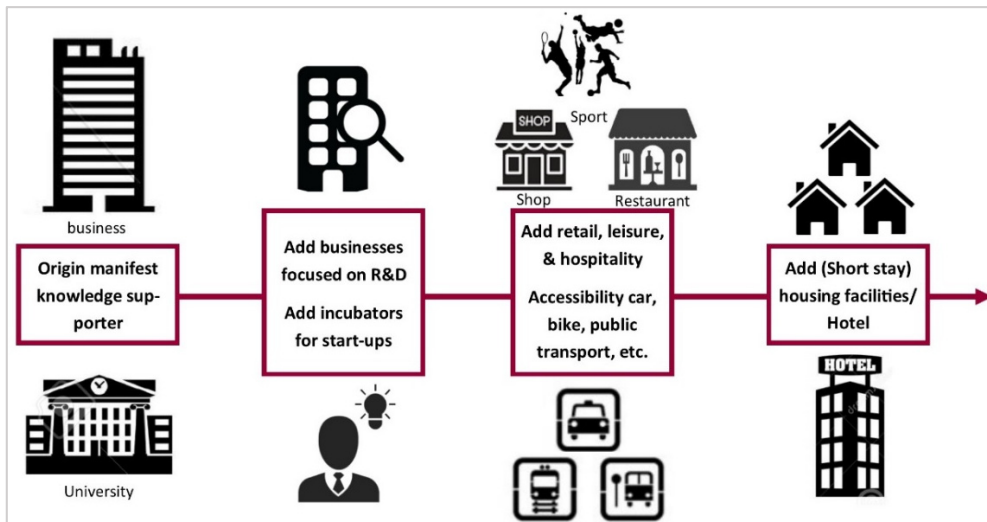 business
Origin manifest
knowledge sup-
porter
University
Add businesses
focused on R&D
Add incubators
for start-ups
Sport
SHOP
Shop
Restaurant
Add retail, leisure,
& hospitality
Accessibility car,
bike, public
transport, etc.
Add (Short stay)
housing facilities/
Hotel
HOTEL